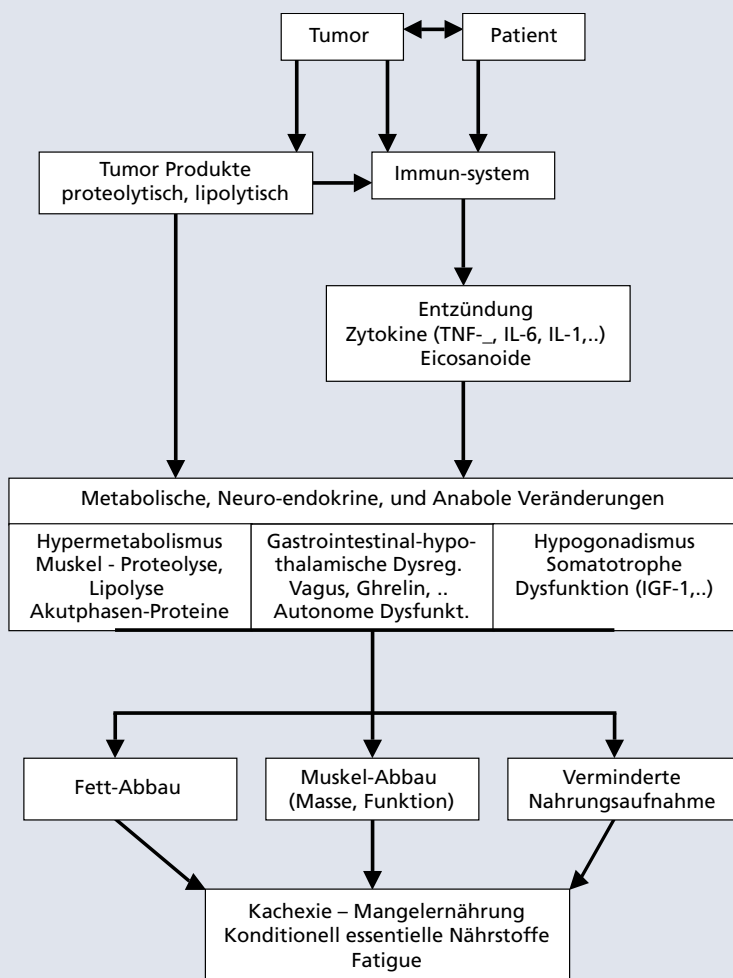 Tumor
Patient
Tumor Produkte
proteolytisch, lipolytisch
Immun-system
Entzündung
Zytokine (TNF-_, IL-6, IL-1,..)
Eicosanoide
Metabolische, Neuro-endokrine, und Anabole Veränderungen
Hypermetabolismus
Muskel - Proteolyse,
Lipolyse
Akutphasen-Proteine
Gastrointestinal-hypo-
thalamische Dysreg.
Vagus, Ghrelin, ..
Autonome Dysfunkt.
Hypogonadismus
Somatotrophe
Dysfunktion (IGF-1,..)
Fett-Abbau
Muskel-Abbau
(Masse, Funktion)
Verminderte
Nahrungsaufnahme
Kachexie – Mangelernährung
Konditionell essentielle Nährstoffe
Fatigue